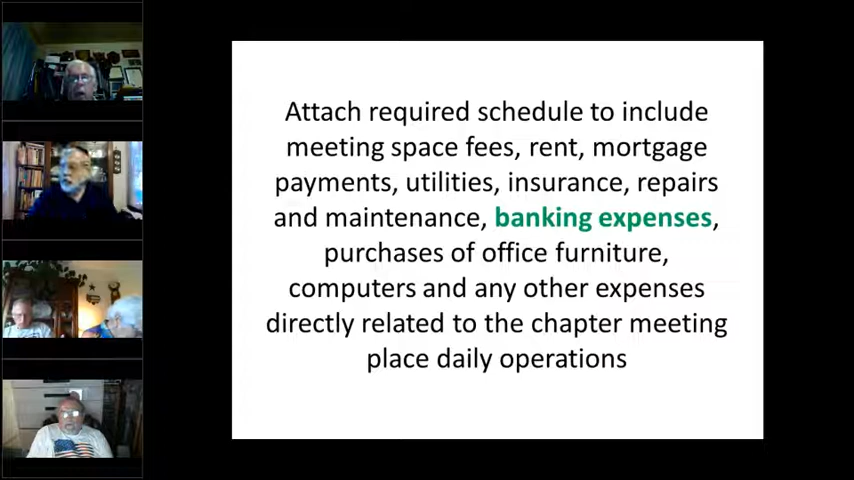 Attach required schedule to include
meeting space fees, rent, mortgage
payments, utilities, insurance, repairs
and maintenance, banking expenses,
purchases of office furniture,
computers and any other expenses
directly related to the chapter meeting
place daily operations